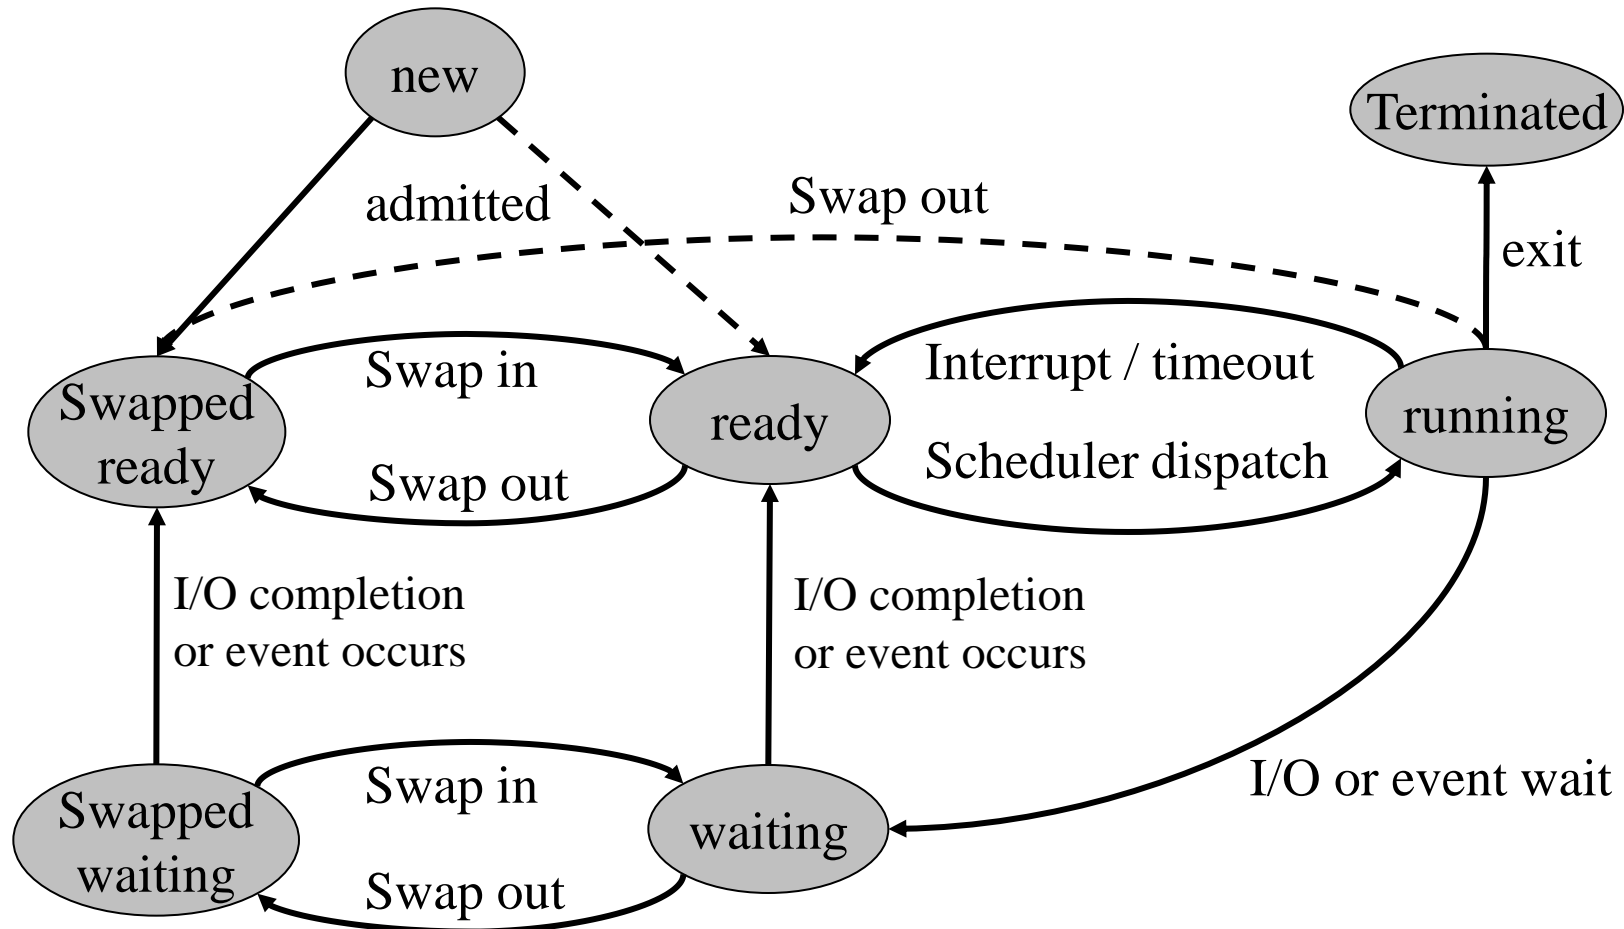 new
Terminated
admitted
Swap out
exit
Swap in
Interrupt / timeout
Swapped
ready
ready
running
Swap out
Scheduler dispatch
I/O completion
or event occurs
I/O completion
or event occurs
Swap in
I/O or event wait
Swapped
waiting
waiting
Swap out